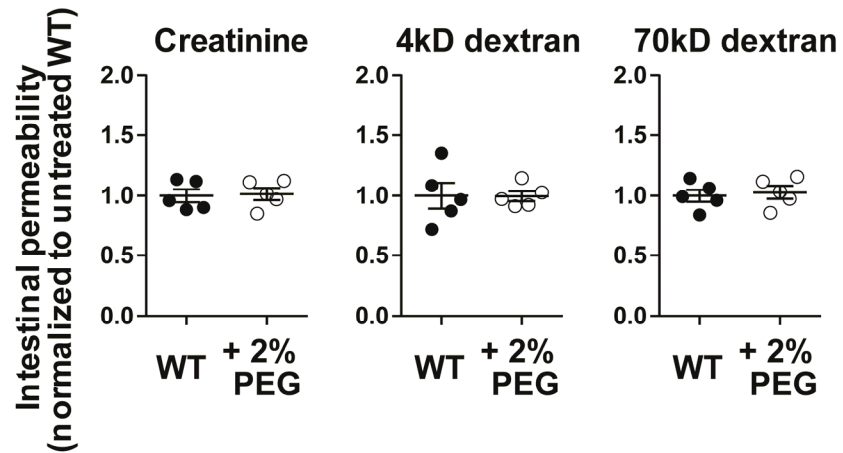 Intestinal permeability
(normalized to untreated WT)
Creatinine
2.0
1.5
1.0
0.5
0.0
WT
+ 2%
PEG
4kD dextran
2.0
1.5
1.0
0.5
0.0
WT
+ 2%
PEG
70kD dextran
2.0
1.5
1.0
0.5
0.0
WT
+ 2%
PEG